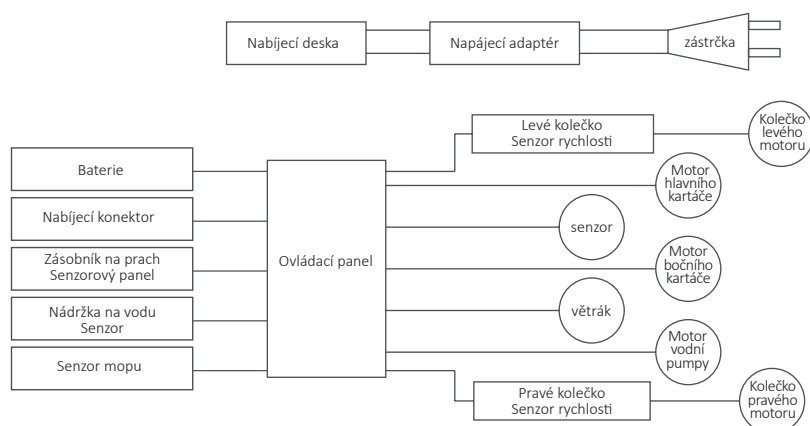 Nabíjecí deska
Napájecí adaptér
zástrčka
Levé kolečko
Senzor rychlosti
Kolečko
levého
motoru
Baterie
Motor
hlavního
kartáče
Nabíjecí konektor
senzor
Zásobník na prach
Senzorový panel
Ovládací panel
Motor
bočního
kartáče
Nádržka na vodu
Senzor
větrák
Senzor mopu
Motor
vodní
pumpy
Pravé kolečko
Senzor rychlosti
Kolečko
pravého
motoru